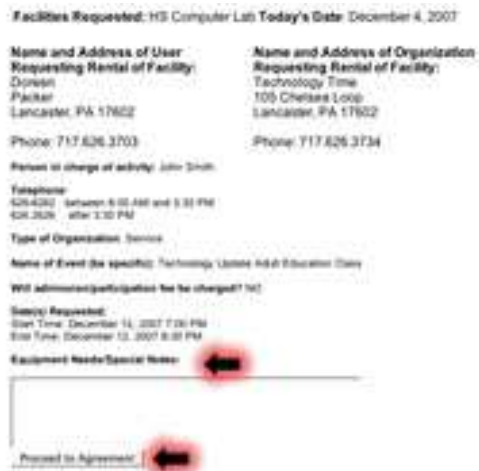 Facilities Requested: HS Computer Lab Today's Date: December 4, 2007
Name and Address of User
Requesting Rental of Facility:
Doreen
Packer
Lancaster, PA 17602
Phone: 717.626.3703
Name and Address of Organization
Requesting Rental of Facility:
Technology Time
105 Chelsea Loop
Lancaster, PA 17602
Phone: 717.626.3734
Person in charge of activity: John Smith
Telephone:
between 8:00 AM and 3:30 PM
after 3:30 PM
Type of Organization: Service
Name of Event (be specific): Technology Update Adult Education Class
Will admission/participation fee be charged? NO
Date(s) Requested:
Start Time: December 12, 2007 7:00 PM
End Time: December 12, 2007 PM
Equipment Needs/Special Notes:
Proceed to Agreement